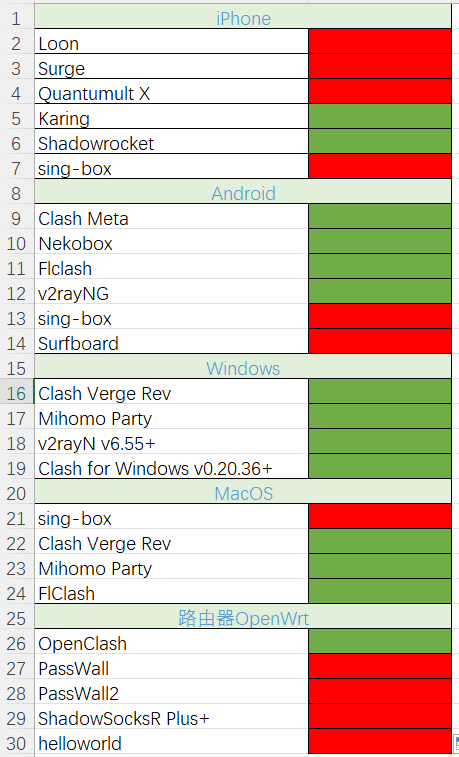 1 iPhone
2 Loon
3 Surge
4 Quantumult X
5 Karing
6 Shadowrocket
7 sing-box
8 Android
9 Clash Meta
10 Nekobox
11 Flclash
12 v2rayNG
13 sing-box
14 Surfboard
15 Windows
16 Clash Verge Rev
17 Mihomo Party
18 v2rayN v6.55+
19 Clash for Windows v0.20.36+
20 MacOS
21 sing-box
22 Clash Verge Rev
23 Mihomo Party
24 FlClash
25 路由器OpenWrt
26 OpenClash
27 PassWall
28 PassWall2
29 ShadowSocksR Plus+
30 helloworld